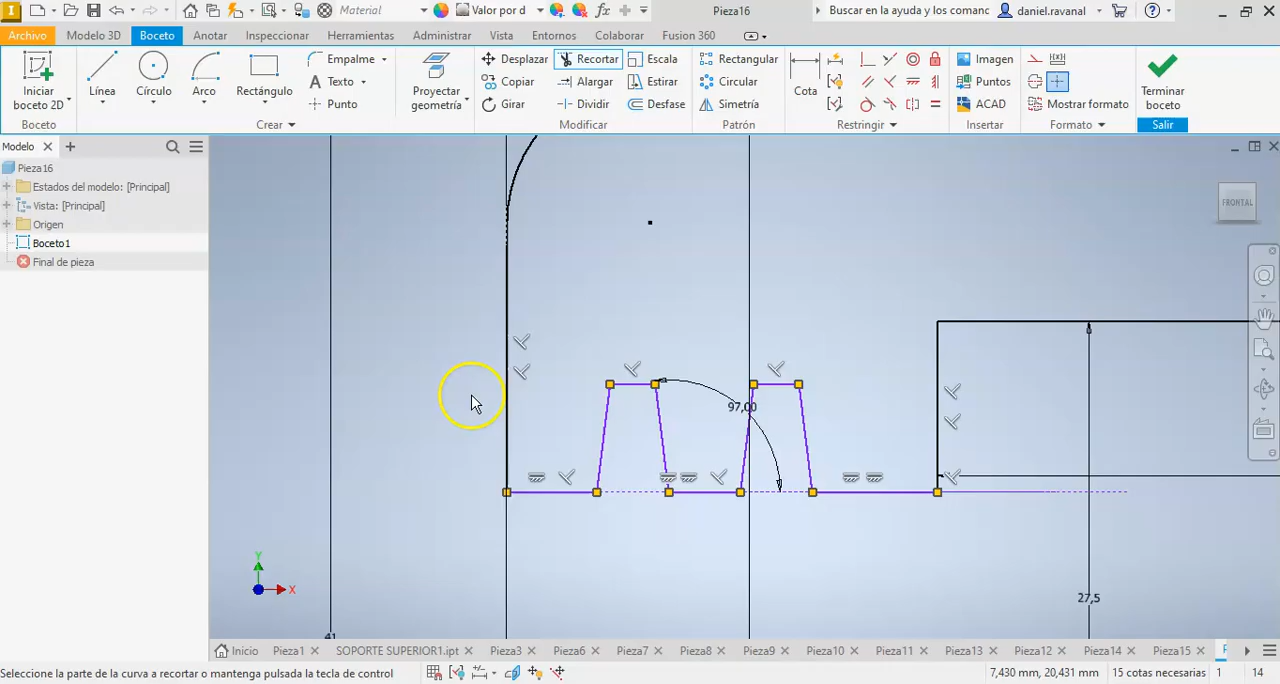 Material
Valor por d
fx
Pieza16
Buscar en la ayuda y los comanc
daniel.ravanal
Archivo
Modelo 3D
Boceto
Anotar
Inspeccionar
Herramientas
Administrar
Vista
Entornos
Colaborar
Fusion 360
Iniciar
boceto 2D
Línea
Círculo
Arco
Rectángulo
Empalme
Texto
Punto
Proyectar
geometría
Desplazar
Copiar
Girar
Recortar
Alargar
Dividir
Escala
Estirar
Desfase
Rectangular
Circular
Simetría
Cota
Imagen
Puntos
ACAD
Mostrar formato
Terminar
boceto
Boceto
Crear
Modificar
Patrón
Restringir
Insertar
Formato
Salir
Modelo
Pieza16
Estados del modelo: [Principal]
Vista: [Principal]
Origen
Boceto1
Final de pieza
FRONTAL
97,00
27,5
41
Y
X
Inicio
Pieza1
SOPORTE SUPERIOR1.ipt
Pieza3
Pieza6
Pieza7
Pieza8
Pieza9
Pieza10
Pieza11
Pieza13
Pieza12
Pieza14
Pieza15
Seleccione la parte de la curva a recortar o mantenga pulsada la tecla de control
7,430 mm, 20,431 mm
15 cotas necesarias
1
14